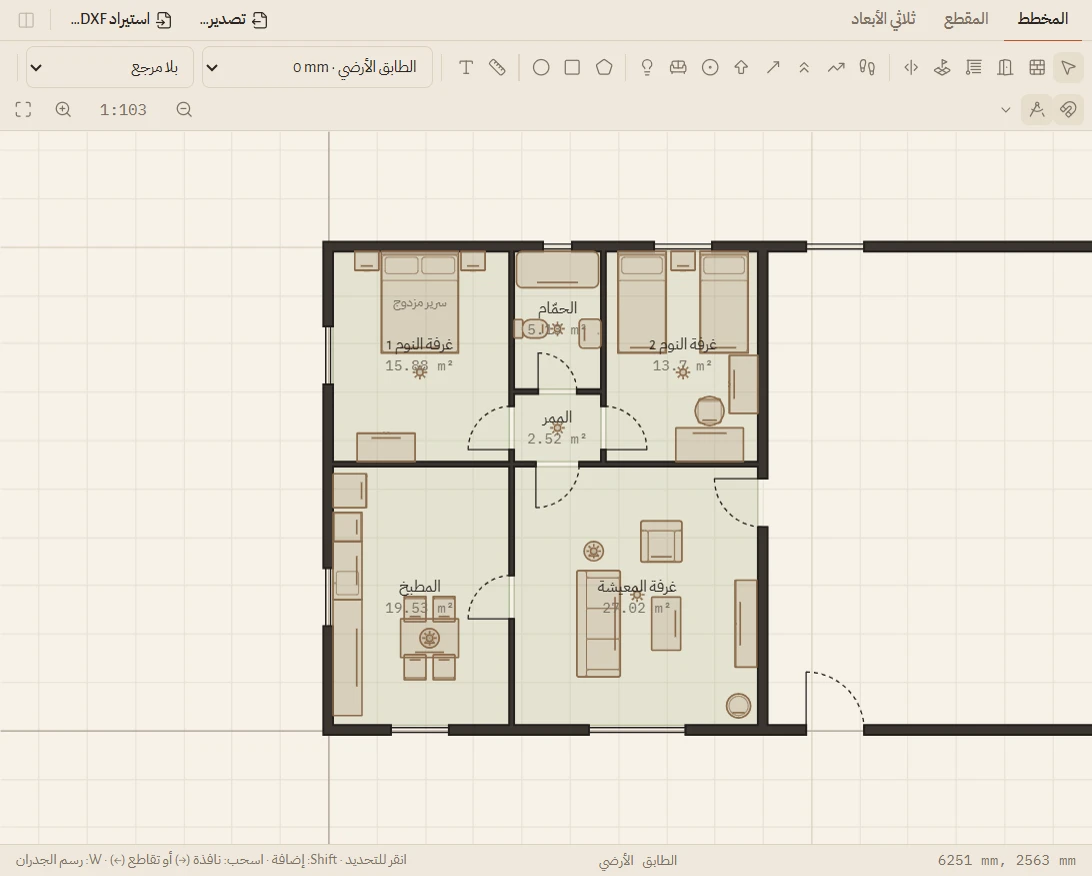 المخطط
المقطع
ثلاثي الأبعاد
تصدير...
استيراد DXF...
الطابق الأرضي · 0 mm
بلا مرجع
1:103
سرير مزدوج
غرفة النوم 1
15.88 m²
الحمّام
غرفة النوم 2
13.7 m²
الممر
2.52 m²
المطبخ
19.53 m²
غرفة المعيشة
27.02 m²
انقر للتحديد · Shift: إضافة · اسحب: نافذة (→) أو تقاطع (←) · W: رسم الجدران
الطابق الأرضي
6251 mm, 2563 mm